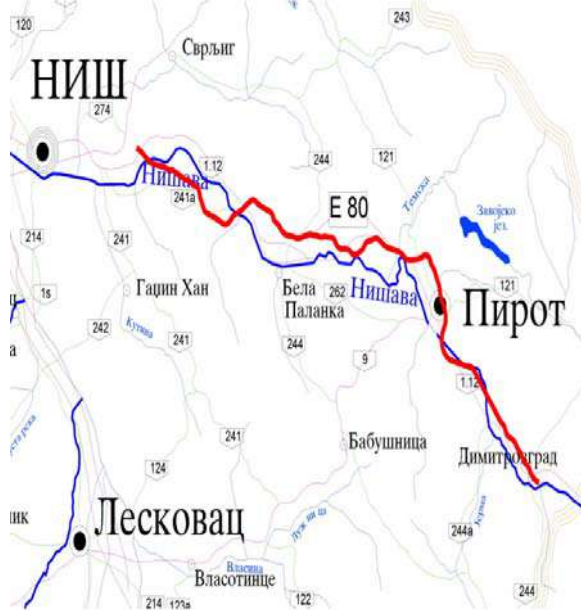 120
243
Сврљиг
НИШ
274
244
121
1.12
Нишава
241а
Темска
Е 80
Завојско
јез.
214
241
Гаџин Хан
Бела
Паланка
262
Нишава
121
Пирот
1s
242
Кутина
241
244
9
1.12
241
Бабушница
Димитровград
124
Лесковац
244а
Власина
Власотинце
122
214
123а
244